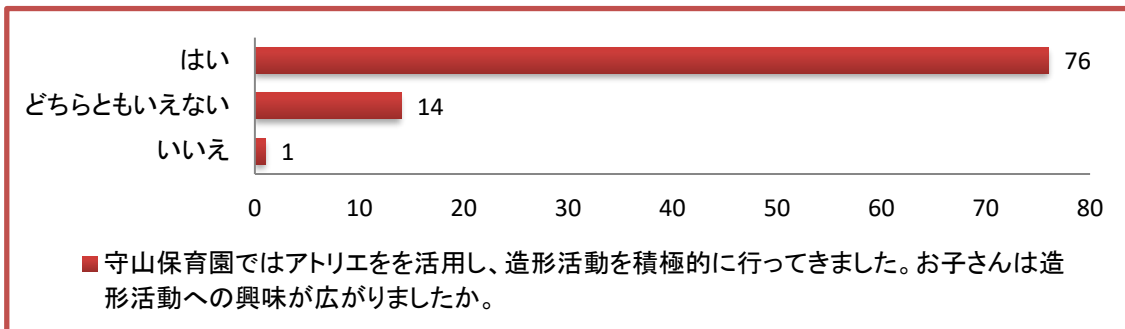 はい 76
どちらともいえない 14
いいえ 1
0 10 20 30 40 50 60 70 80
守山保育園ではアトリエをを活用し、造形活動を積極的に行ってきました。お子さんは造
形活動への興味が広がりましたか。